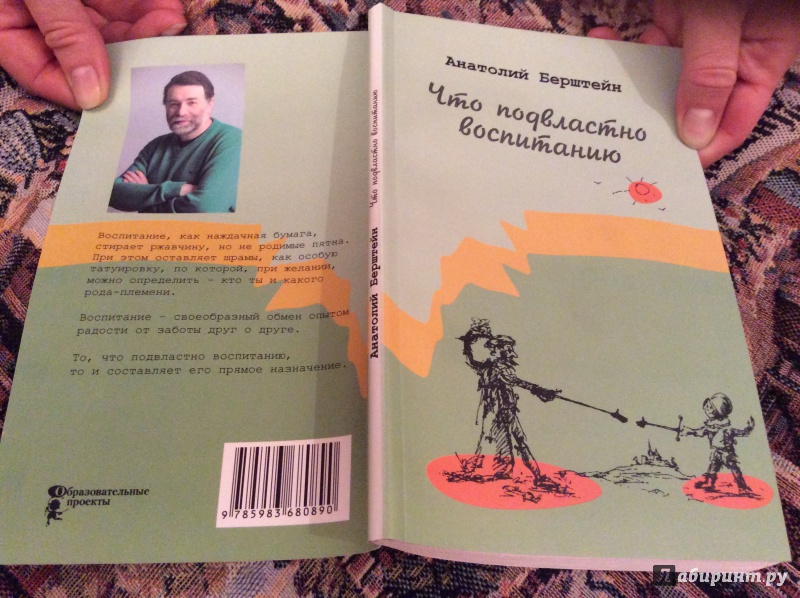 Анатолий Берштейн
Что подвластно
воспитанию
Анатолий Берштейн Что подвластно воспитанию
Воспитание, как наждачная бумага,
стирает ржавчину, но не родимые пятна.
При этом оставляет шрамы, как особую
татуировку, по которой, при желании,
можно определить – кто ты и какого
рода-племени.
Воспитание – своеобразный обмен опытом
радости от заботы друг о друге.
То, что подвластно воспитанию,
то и составляет его прямое назначение.
Образовательные
проекты
9 785983 680890
Лабиринт.ру